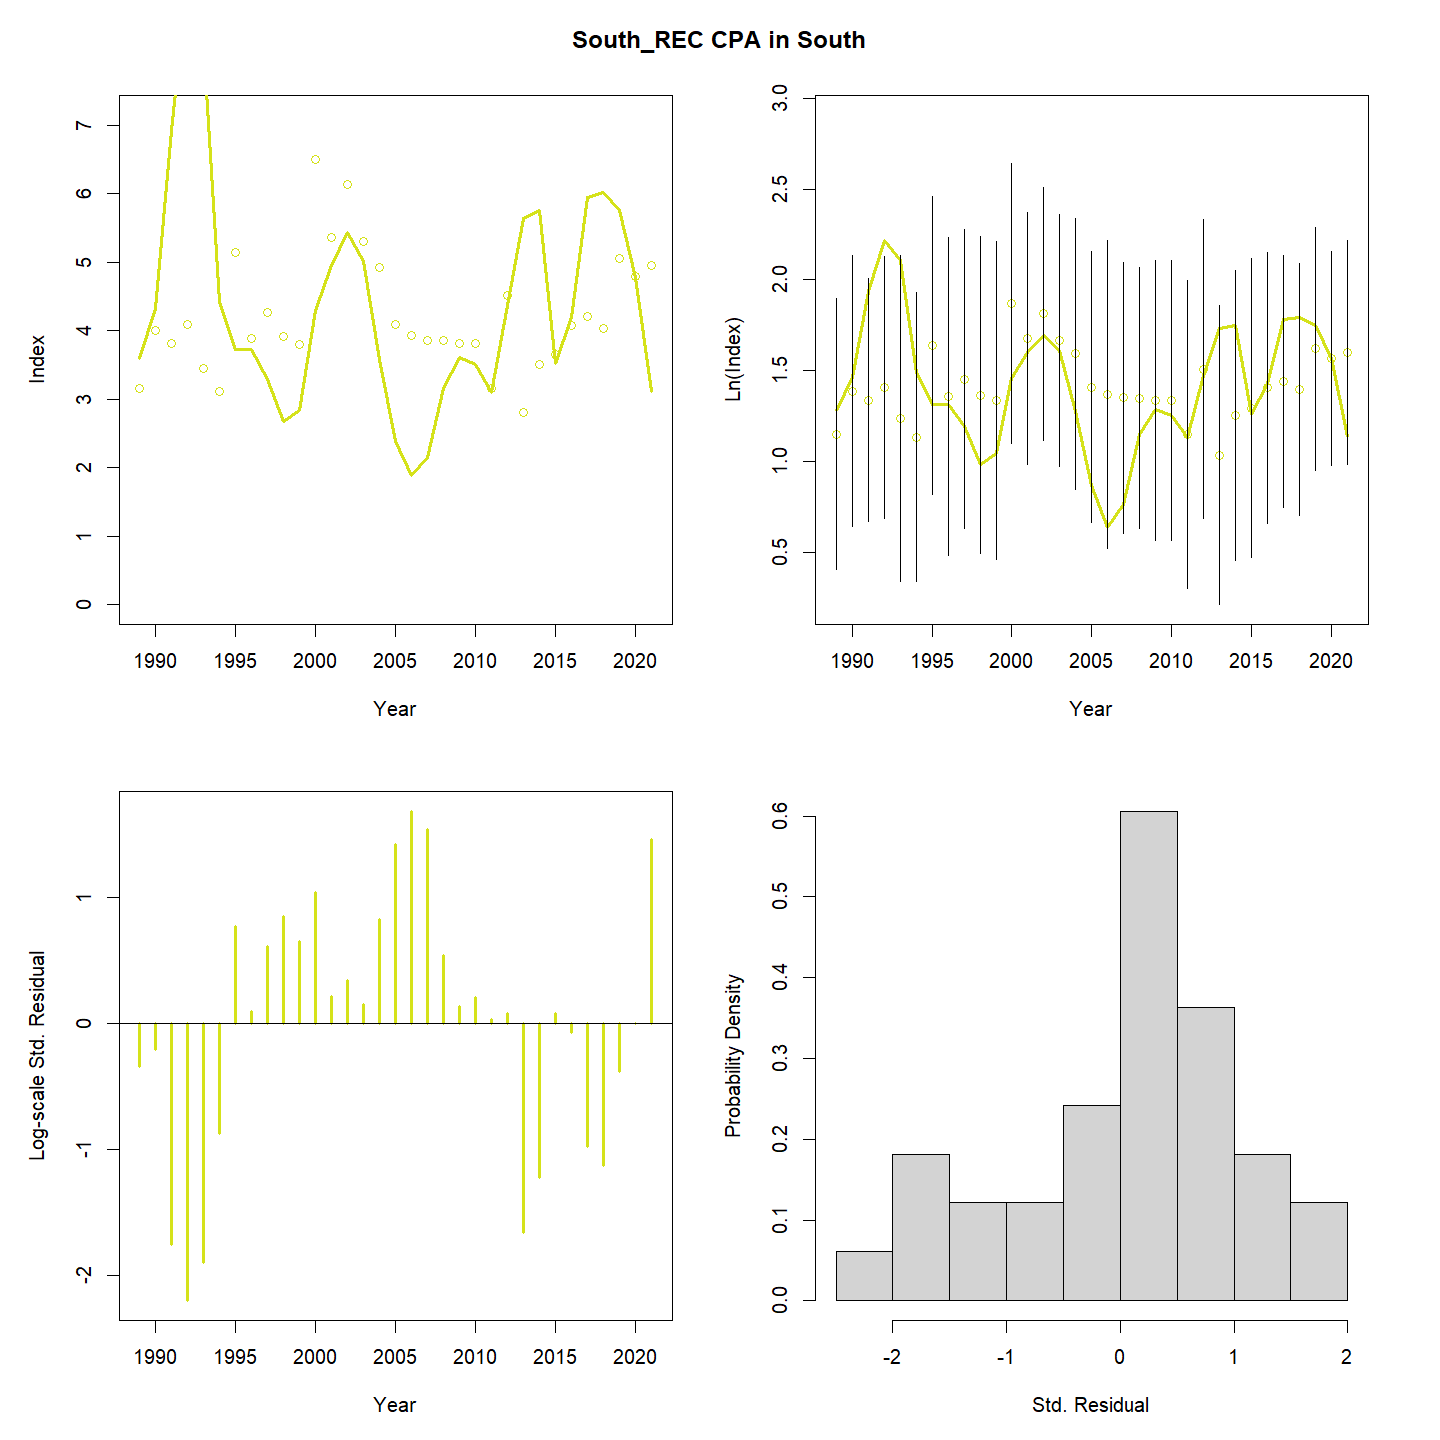 South_REC CPA in South
Index
7
6
5
4
3
2
1
0
1990 1995 2000 2005 2010 2015 2020
Year
Ln(Index)
3.0
2.5
2.0
1.5
1.0
0.5
1990 1995 2000 2005 2010 2015 2020
Year
Log-scale Std. Residual
1
0
-1
-2
1990 1995 2000 2005 2010 2015 2020
Year
Probability Density
0.6
0.5
0.4
0.3
0.2
0.1
0.0
-2 -1 0 1 2
Std. Residual